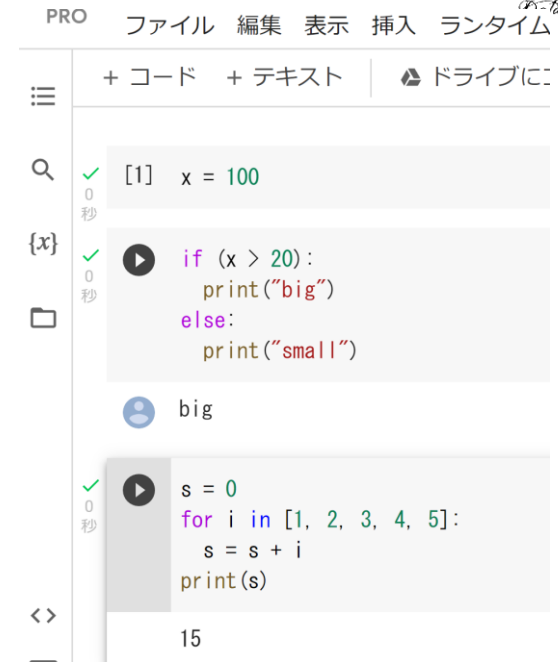 PRO
ファイル 編集 表示 挿入 ランタイム
+ コード + テキスト ドライブに
0
秒
[1] x = 100
{x}
0
秒
if (x > 20):
print("big")
else:
print("small")
big
0
秒
s = 0
for i in [1, 2, 3, 4, 5]:
s = s + i
print(s)
<>
15